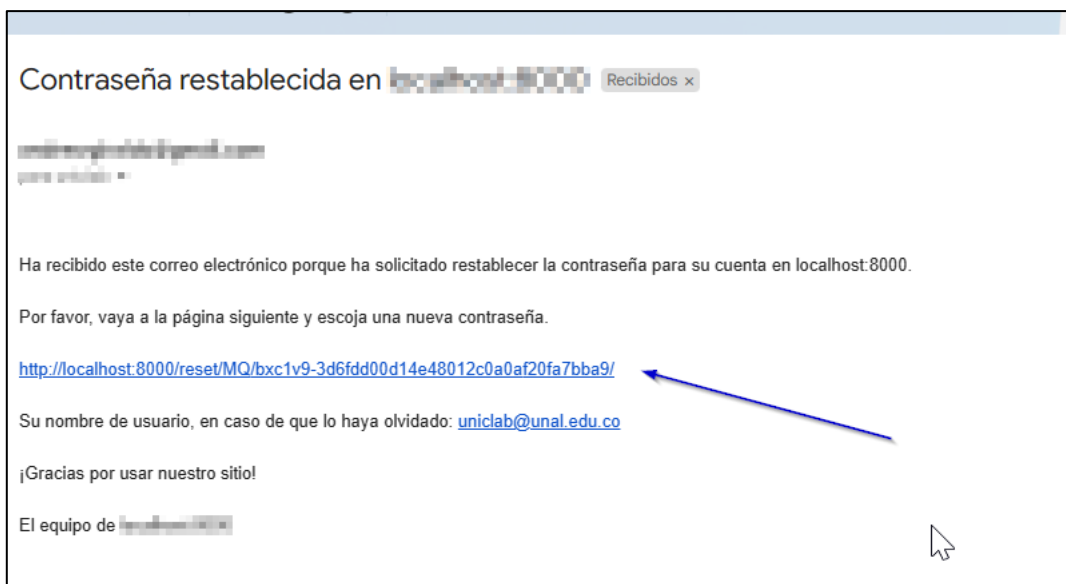 Contraseña restablecida en
Recibidos x
Ha recibido este correo electrónico porque ha solicitado restablecer la contraseña para su cuenta en localhost:8000.
Por favor, vaya a la página siguiente y escoja una nueva contraseña.
http://localhost:8000/reset/MQ/bxc1v9-3d6fdd00d14e48012c0a0af20fa7bba9/
Su nombre de usuario, en caso de que lo haya olvidado: uniclab@unal.edu.co
¡Gracias por usar nuestro sitio!
El equipo de